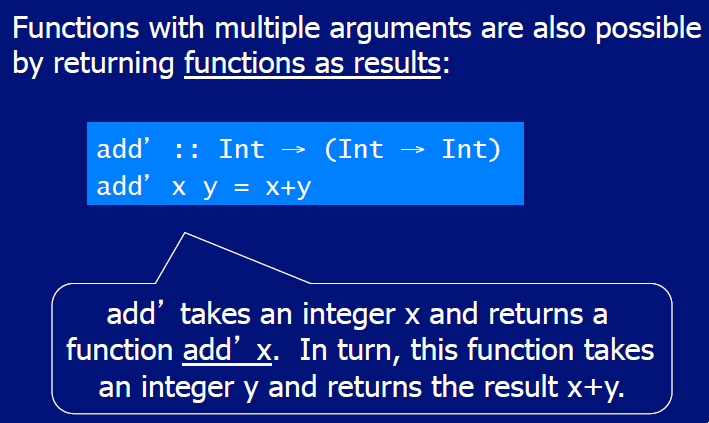 Functions with multiple arguments are also possible
by returning functions as results:
add’ :: Int → (Int → Int)
add’ x y = x+y
add’ takes an integer x and returns a
function add’ x. In turn, this function takes
an integer y and returns the result x+y.